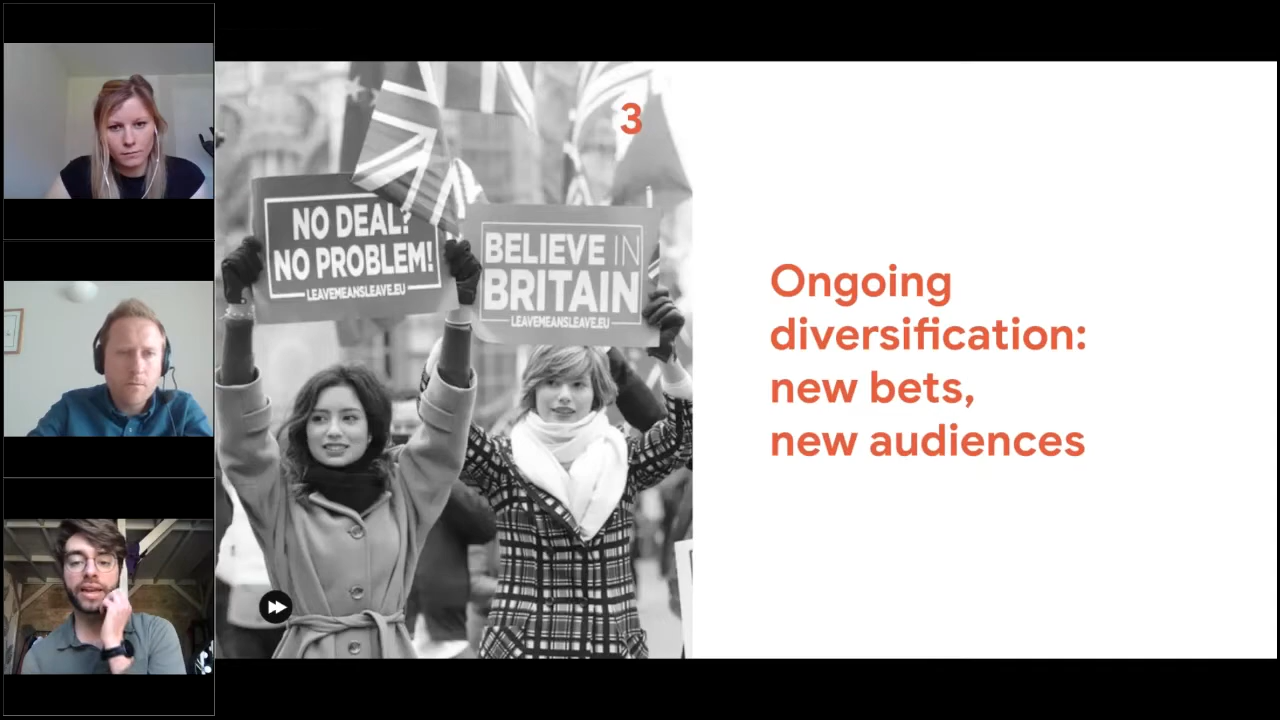 3
NO DEAL?
NO PROBLEM!
LEAVEMEANSLEAVE.EU
BELIEVE IN
BRITAIN
LEAVEMEANSLEAVE.EU
Ongoing
diversification:
new bets,
new audiences